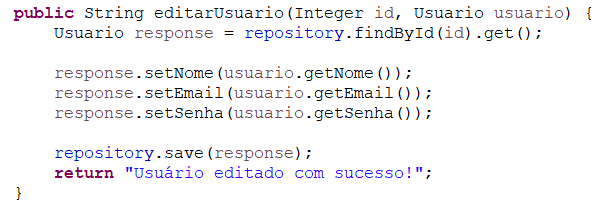 public String editarUsuario(Integer id, Usuario usuario) {
    Usuario response = repository.findById(id).get();

    response.setNome(usuario.getNome());
    response.setEmail(usuario.getEmail());
    response.setSenha(usuario.getSenha());

    repository.save(response);
    return "Usuário editado com sucesso!";
}